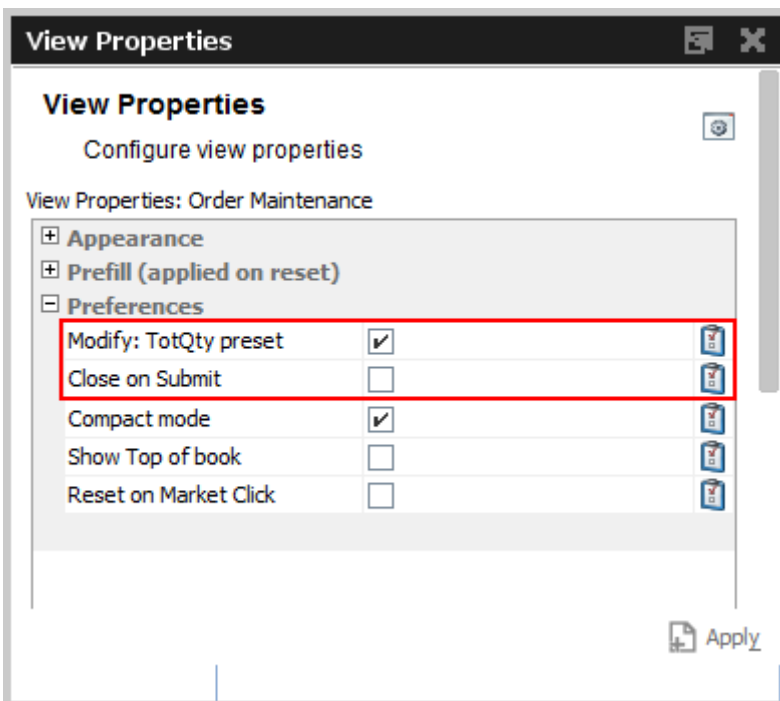 View Properties
View Properties
Configure view properties
View Properties: Order Maintenance
Appearance
Prefill (applied on reset)
Preferences
Modify: TotQty preset
Close on Submit
Compact mode
Show Top of book
Reset on Market Click
Apply